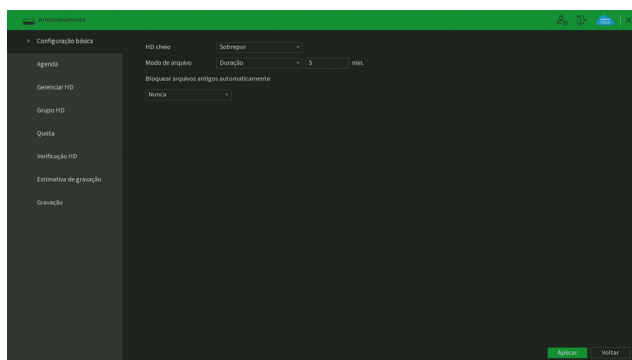 Armazenamento
Configuração básica
Agenda
Gerenciar HD
Grupo HD
Quota
Verificação HD
Estimativa de gravação
Gravação
HD cheio Sobrepor
Modo de arquivo Duração 5 min.
Bloquear arquivos antigos automaticamente
Nunca
Aplicar Voltar